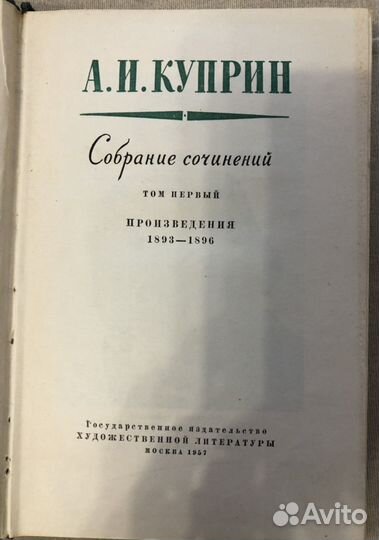 А.И.КУПРИН
Собрание сочинений
ТОМ ПЕРВЫЙ
ПРОИЗВЕДЕНИЯ
1893—1896
Государственное издательство
ХУДОЖЕСТВЕННОЙ ЛИТЕРАТУРЫ
МОСКВА 1957
Avito